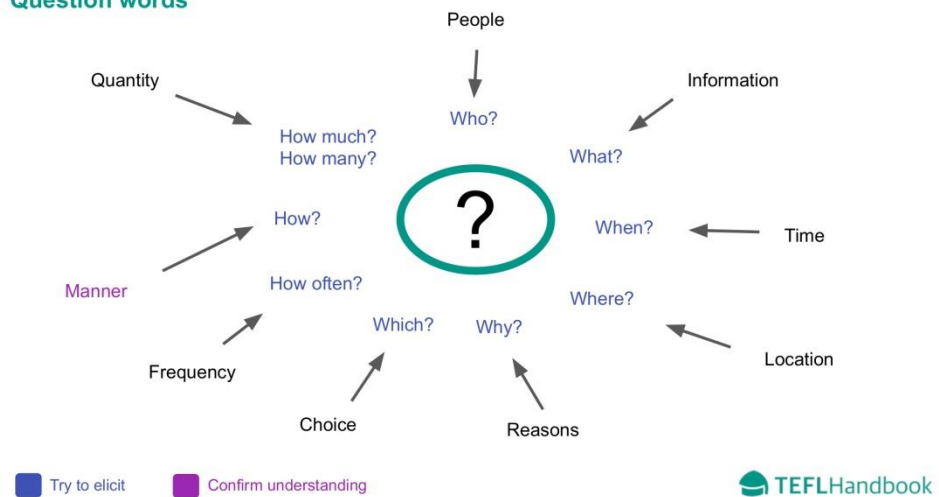 Question words
People
Quantity
Information
Who?
How much?
How many?
What?
?
How?
When?
Time
Manner
How often?
Where?
Which?
Why?
Frequency
Location
Choice
Reasons
Try to elicit
Confirm understanding
TEFLHandbook